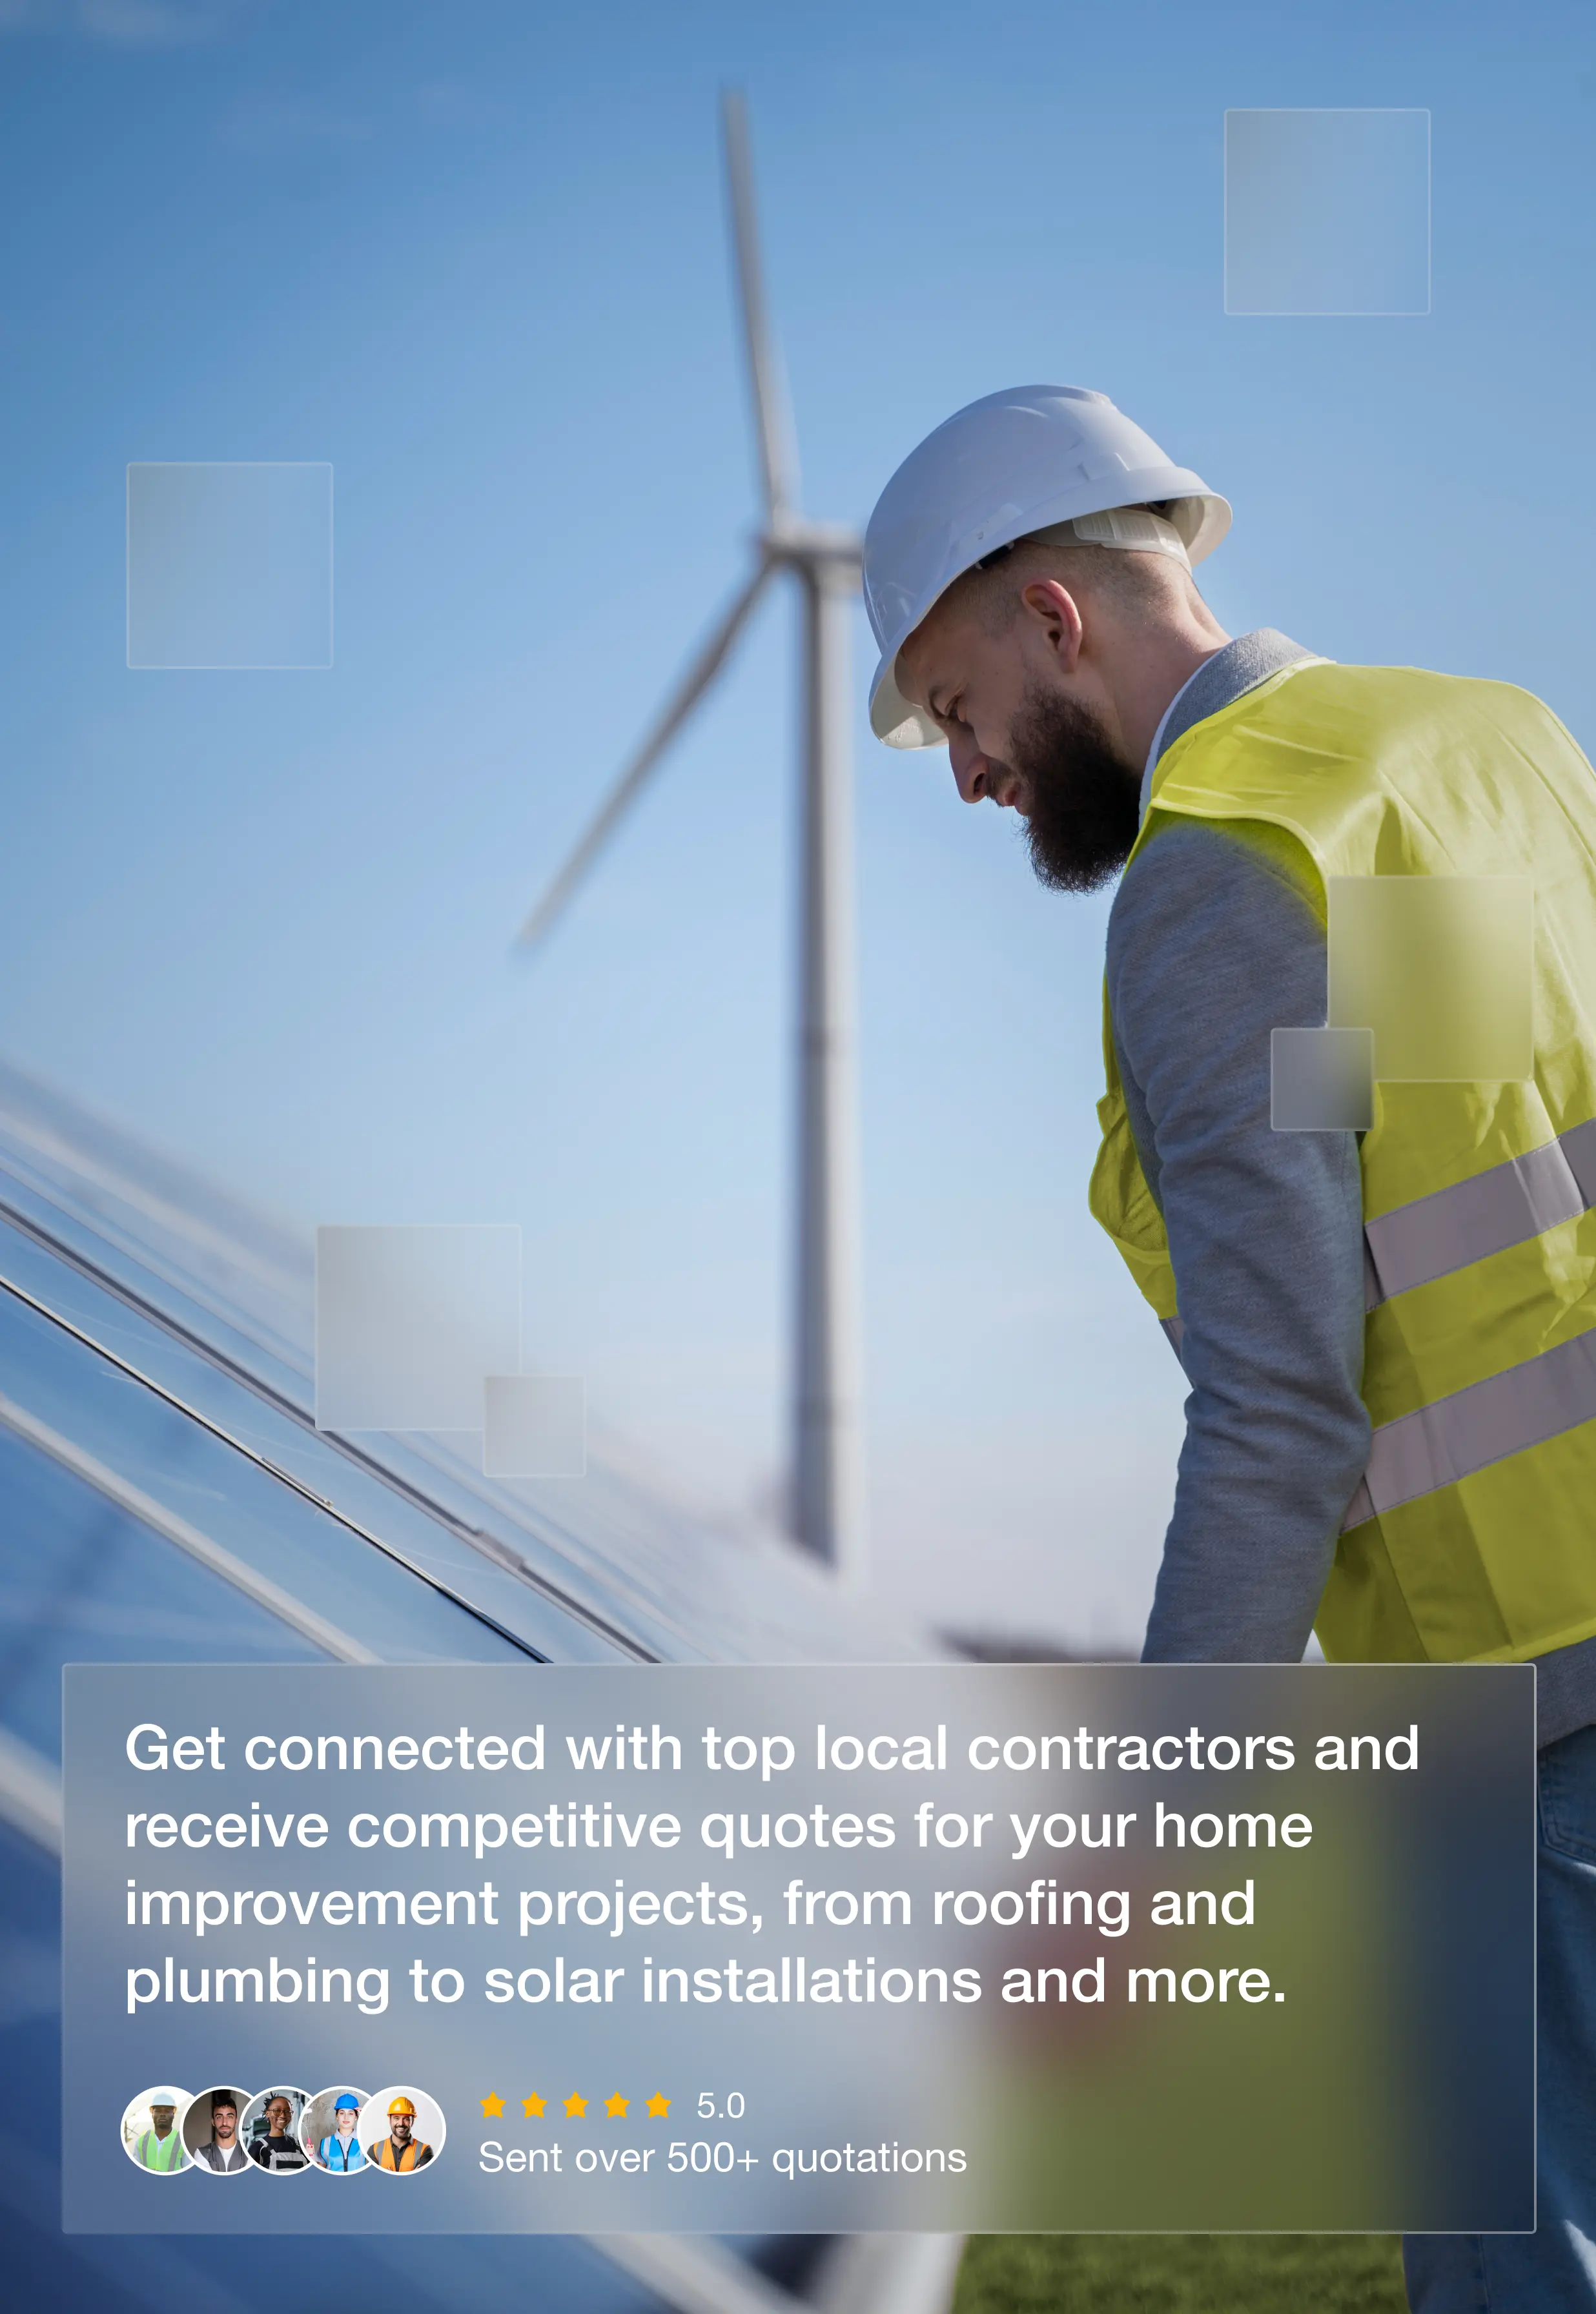 Get connected with top local contractors and
receive competitive quotes for your home
improvement projects, from roofing and
plumbing to solar installations and more.
5.0
Sent over 500+ quotations